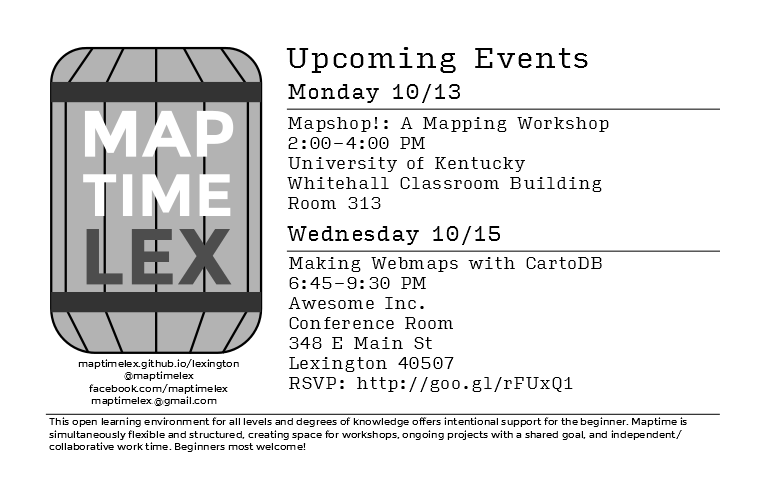 MAP
TIME
LEX
maptimelex.github.io/lexington
@maptimelex
facebook.com/maptimelex
maptimelex@gmail.com
Upcoming Events
Monday 10/13
Mapshop!: A Mapping Workshop
2:00-4:00 PM
University of Kentucky
Whitehall Classroom Building
Room 313
Wednesday 10/15
Making Webmaps with CartoDB
6:45-9:30 PM
Awesome Inc.
Conference Room
348 E Main St
Lexington 40507
RSVP: http://goo.gl/rFUxQ1
This open learning environment for all levels and degrees of knowledge offers intentional support for the beginner. Maptime is
simultaneously flexible and structured, creating space for workshops, ongoing projects with a shared goal, and independent/
collaborative work time. Beginners most welcome!